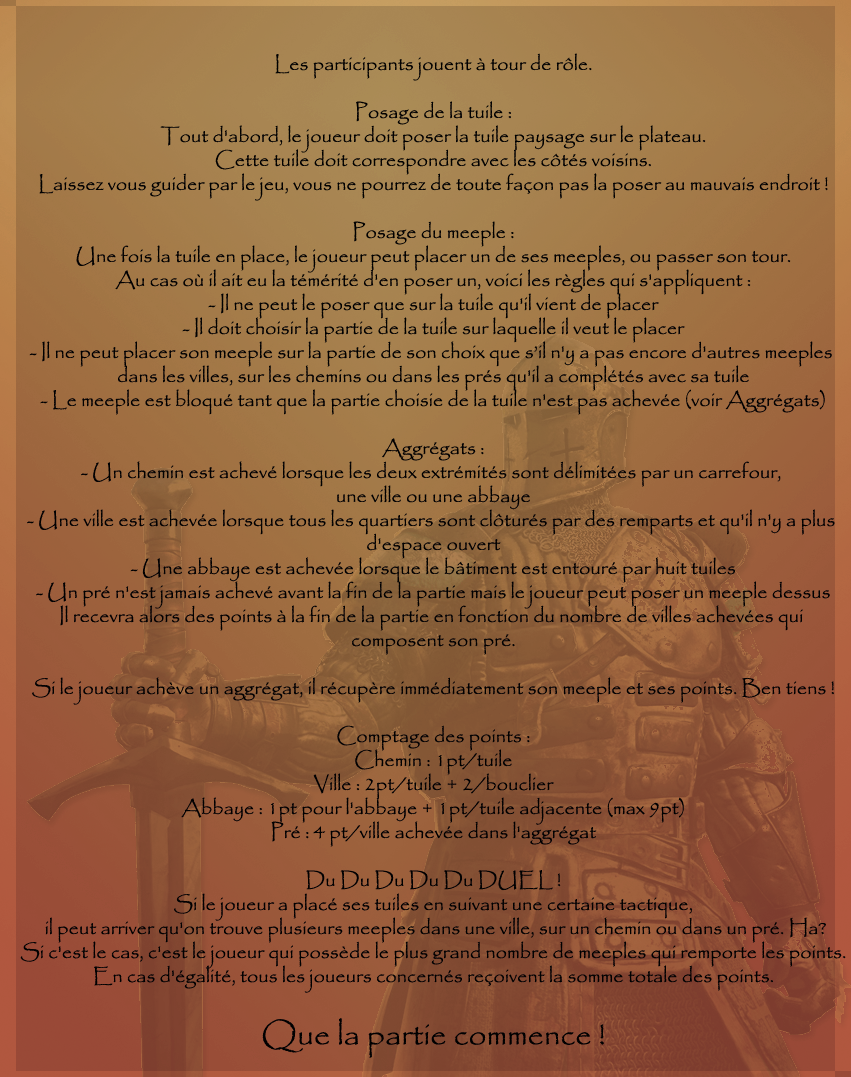 Les participants jouent à tour de rôle.
Posage de la tuile :
Tout d'abord, le joueur doit poser la tuile paysage sur le plateau.
Cette tuile doit correspondre avec les côtés voisins.
Laissez vous guider par le jeu, vous ne pourrez de toute façon pas la poser au mauvais endroit !
Posage du meeple :
Une fois la tuile en place, le joueur peut placer un de ses meeples, ou passer son tour.
Au cas où il ait eu la témérité d'en poser un, voici les règles qui s'appliquent :
- Il ne peut le poser que sur la tuile qu'il vient de placer
- Il doit choisir la partie de la tuile sur laquelle il veut le placer
- Il ne peut placer son meeple sur la partie de son choix que s’il n'y a pas encore d'autres meeples
dans les villes, sur les chemins ou dans les prés qu'il a complétés avec sa tuile
- Le meeple est bloqué tant que la partie choisie de la tuile n'est pas achevée (voir Aggrégats)
Aggrégats :
- Un chemin est achevé lorsque les deux extrémités sont délimitées par un carrefour,
une ville ou une abbaye
- Une ville est achevée lorsque tous les quartiers sont clôturés par des remparts et qu'il n'y a plus
d'espace ouvert
- Une abbaye est achevée lorsque le bâtiment est entouré par huit tuiles
- Un pré n'est jamais achevé avant la fin de la partie mais le joueur peut poser un meeple dessus
Il recevra alors des points à la fin de la partie en fonction du nombre de villes achevées qui
composent son pré.
Si le joueur achève un aggrégat, il récupère immédiatement son meeple et ses points. Ben tiens !
Comptage des points :
Chemin : 1pt/tuile
Ville : 2pt/tuile + 2/bouclier
Abbaye : 1pt pour l'abbaye + 1pt/tuile adjacente (max 9pt)
Pré : 4 pt/ville achevée dans l'aggrégat
Du Du Du Du Du DUEL !
Si le joueur a placé ses tuiles en suivant une certaine tactique,
il peut arriver qu'on trouve plusieurs meeples dans une ville, sur un chemin ou dans un pré. Ha?
Si c'est le cas, c'est le joueur qui possède le plus grand nombre de meeples qui remporte les points.
En cas d'égalité, tous les joueurs concernés reçoivent la somme totale des points.
Que la partie commence !